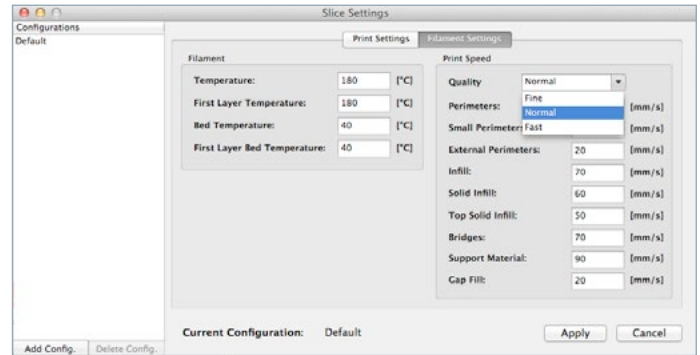 Slice Settings
Configurations
Default
Print Settings
Filament Settings
Filament
Temperature: 180 [°C]
First Layer Temperature: 180 [°C]
Bed Temperature: 40 [°C]
First Layer Bed Temperature: 40 [°C]
Print Speed
Quality Normal
Fine
Normal
Fast
Perimeters: [mm/s]
Small Perimeter [mm/s]
External Perimeters: 20 [mm/s]
Infill: 70 [mm/s]
Solid Infill: 60 [mm/s]
Top Solid Infill: 50 [mm/s]
Bridges: 70 [mm/s]
Support Material: 90 [mm/s]
Gap Fill: 20 [mm/s]
Current Configuration: Default
Apply
Cancel
Add Config.
Delete Config.